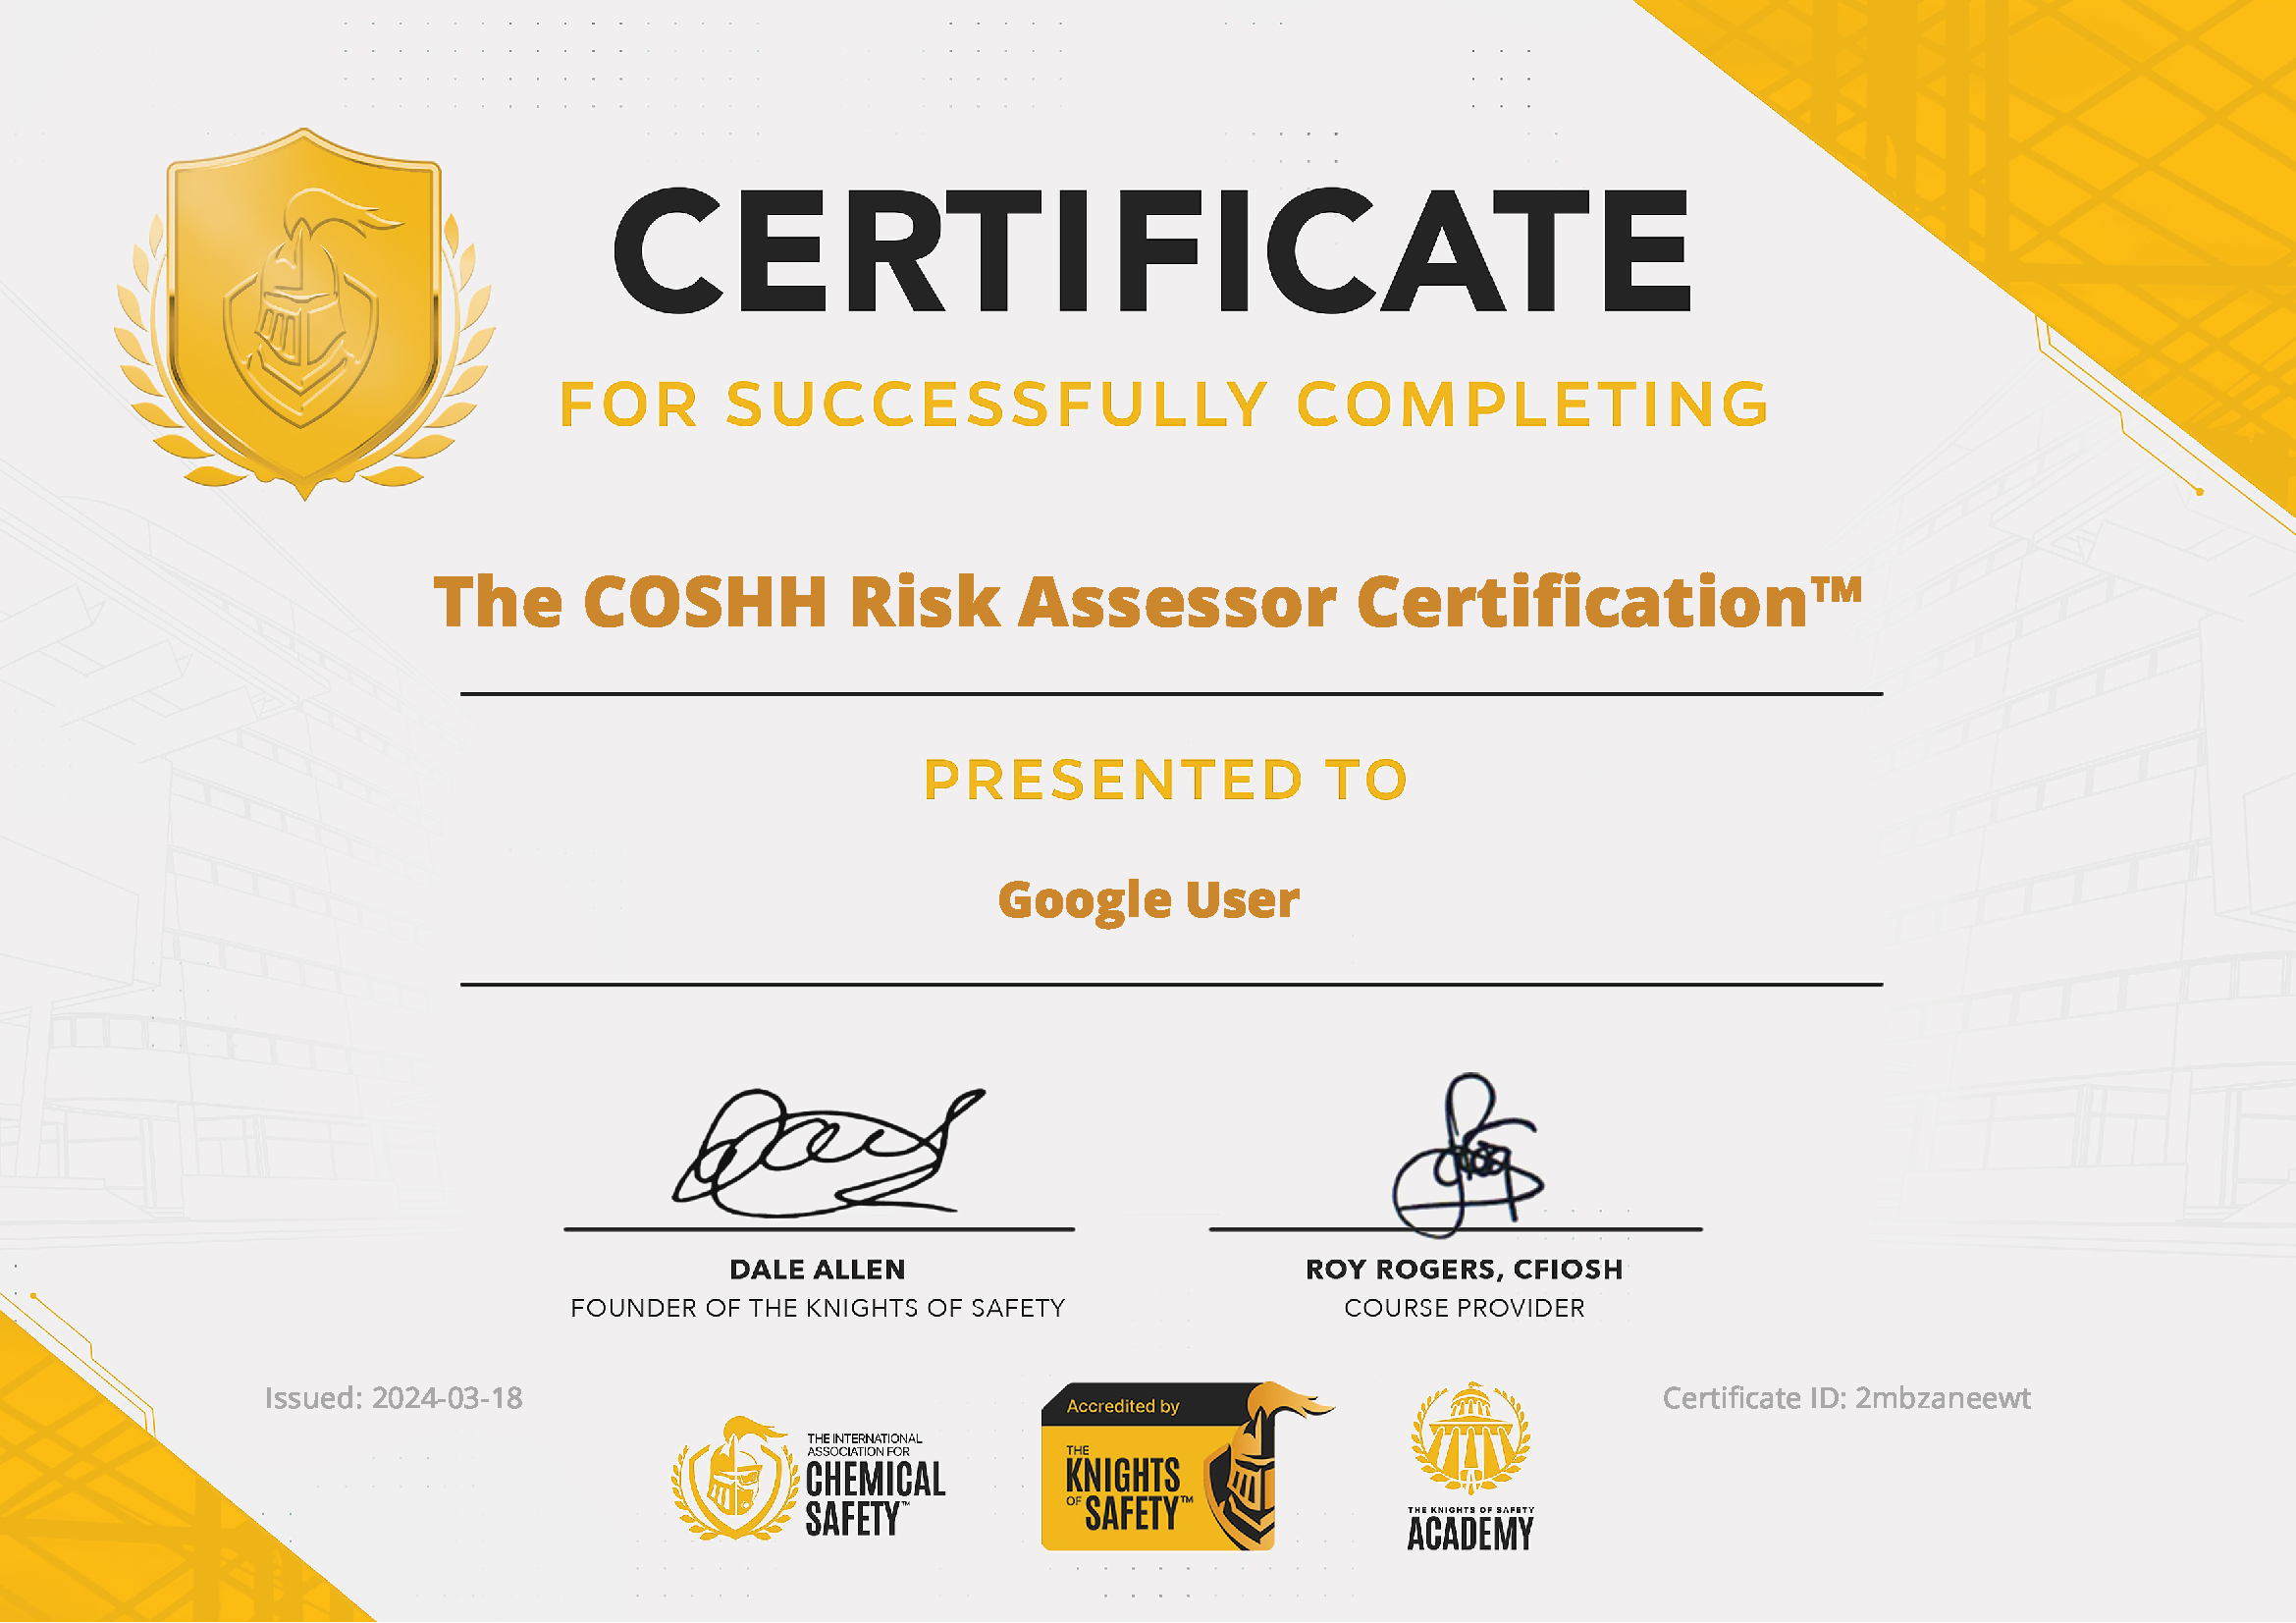 CERTIFICATE
FOR SUCCESSFULLY COMPLETING
The COSHH Risk Assessor Certification™
PRESENTED TO
Google User
DALE ALLEN
FOUNDER OF THE KNIGHTS OF SAFETY
ROY ROGERS, CFIOSH
COURSE PROVIDER
Issued: 2024-03-18
THE INTERNATIONAL
ASSOCIATION FOR
CHEMICAL
SAFETY™
Accredited by
THE
KNIGHTS
OF SAFETY™
THE KNIGHTS OF SAFETY
ACADEMY
Certificate ID: 2mbzaneewt